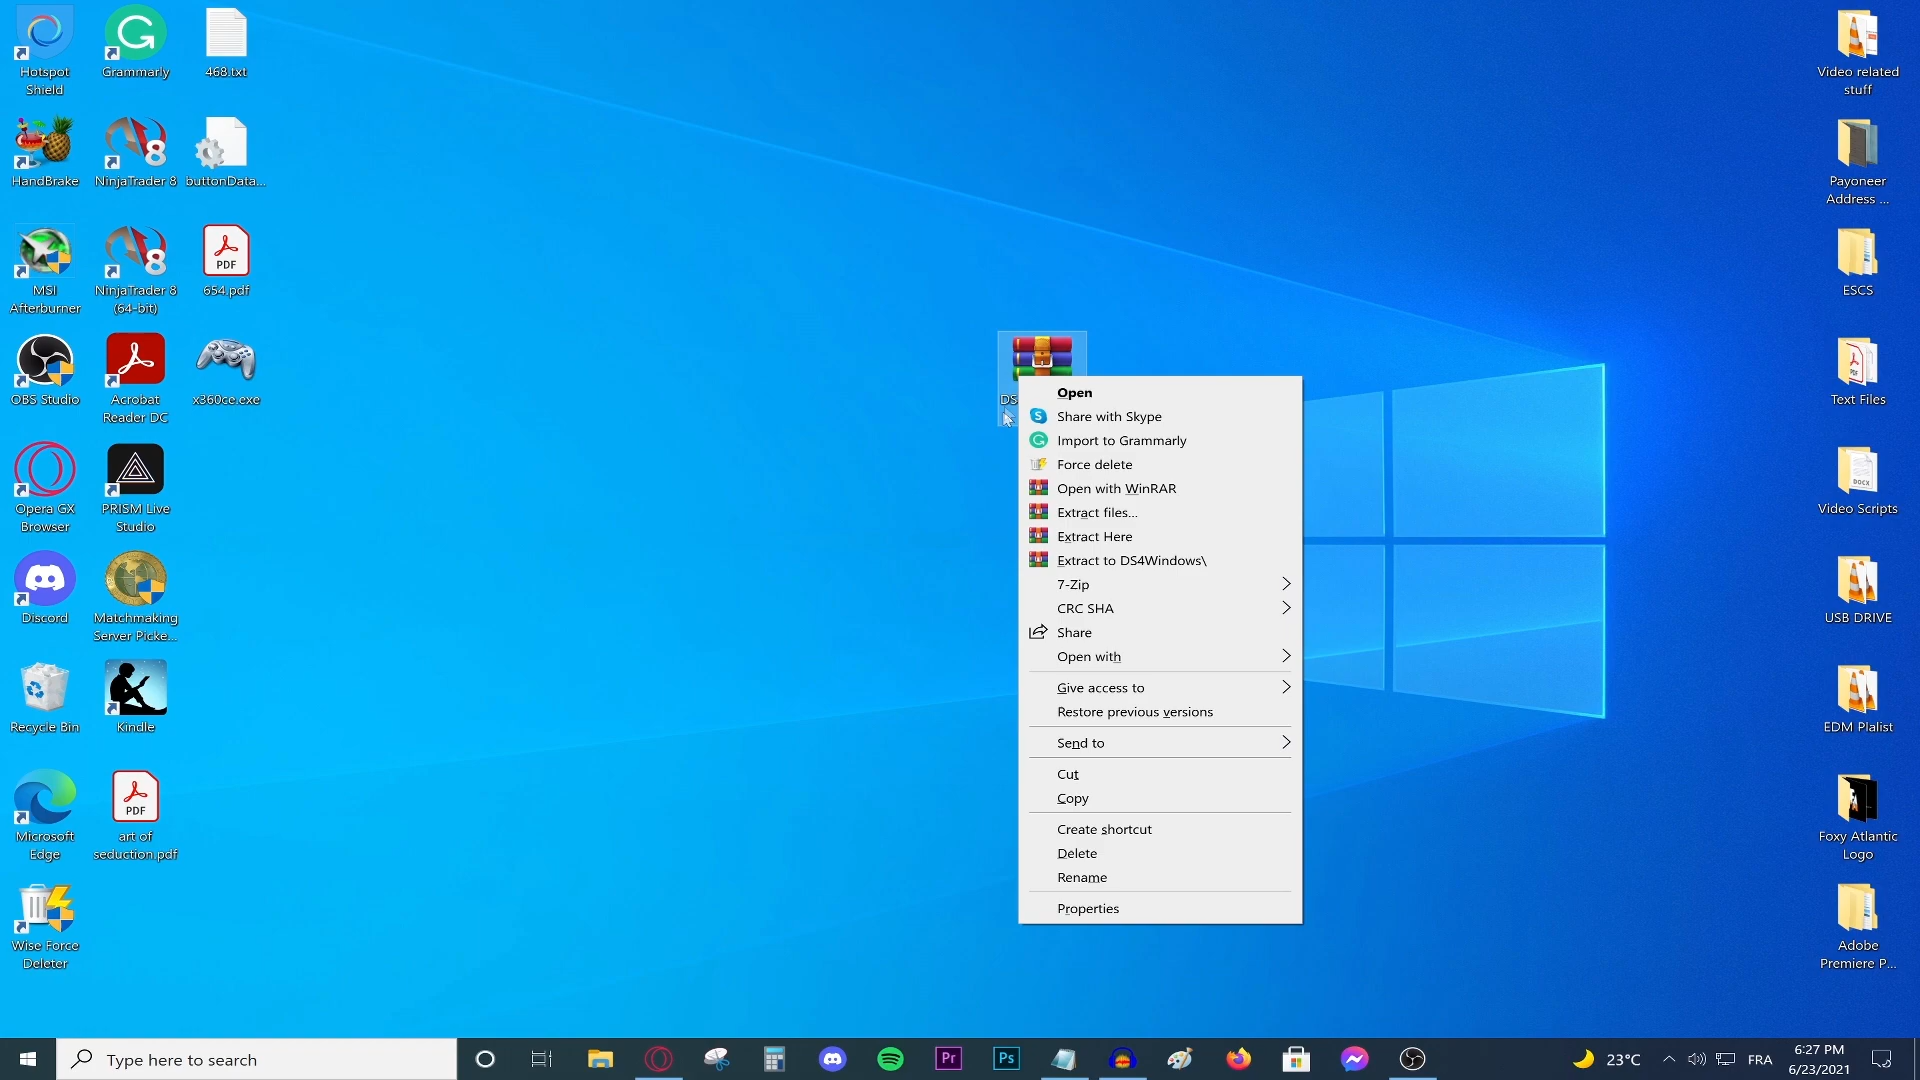 Hotspot
Shield
Grammarly
468.txt
HandBrake
NinjaTrader 8
buttonData...
MSI
Afterburner
NinjaTrader 8
(64-bit)
PDF
654.pdf
OBS Studio
Acrobat
Reader DC
x360ce.exe
Opera GX
Browser
PRISM Live
Studio
Discord
Matchmaking
Server Picke...
Recycle Bin
Kindle
Microsoft
Edge
PDF
art of
seduction.pdf
Wise Force
Deleter
DS
Open
Share with Skype
Import to Grammarly
Force delete
Open with WinRAR
Extract files...
Extract Here
Extract to DS4Windows\
7-Zip
CRC SHA
Share
Open with
Give access to
Restore previous versions
Send to
Cut
Copy
Create shortcut
Delete
Rename
Properties
Video related
stuff
Payoneer
Address ...
ESCS
Text Files
DOCX
Video Scripts
USB DRIVE
EDM Plalist
Foxy Atlantic
Logo
Adobe
Premiere P...
Type here to search
Pr
Ps
23°C
FRA
6:27 PM
6/23/2021